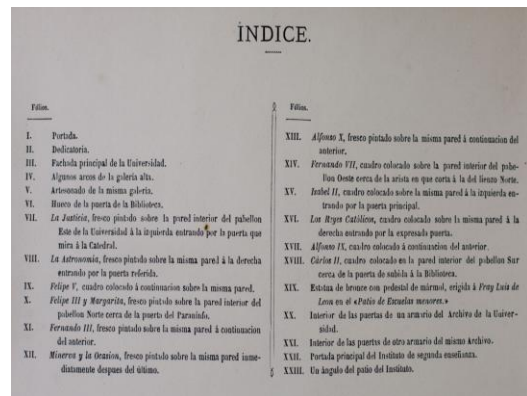 ÍNDICE.
Fólios.
I. Portada.
II. Dedicatoria.
III. Fachada principal de la Universidad.
IV. Algunos arcos de la galería alta.
V. Artesonado de la misma galería.
VI. Hueco de la puerta de la Biblioteca.
VII. La Justicia, fresco pintado sobre la pared interior del pabellon
Este de la Universidad á la izquierda entrando por la puerta que
mira á la Catedral.
VIII. La Astronomía, fresco pintado sobre la misma pared á la derecha
entrando por la puerta referida.
IX. Felipe V, cuadro colocado á continuacion sobre la misma pared.
X. Felipe III y Margarita, fresco pintado sobre la pared interior del
pabellon Norte cerca de la puerta del Paraninfo.
XI. Fernando III, fresco pintado sobre la misma pared á continuacion
del anterior.
XII. Minerva y la Ocasion, fresco pintado sobre la misma pared inme-
diatamente despues del último.
Fólios.
XIII. Alfonso X, fresco pintado sobre la misma pared á continuacion del
anterior.
XIV. Fernando VII, cuadro colocado sobre la pared interior del pabe-
llon Oeste cerca de la arista en que corta á la del lienzo Norte.
XV. Isabel II, cuadro colocado sobre la misma pared á la izquierda en-
trando por la puerta principal.
XVI. Los Reyes Católicos, cuadro colocado sobre la misma pared á la
derecha entrando por la expresada puerta.
XVII. Alfonso IX, cuadro colocado á continuacion del anterior.
XVIII. Cárlos II, cuadro colocado en la pared interior del pabellon Sur
cerca de la puerta de subida á la Biblioteca.
XIX. Estátua de bronce con pedestal de mármol, erigida á Fray Luis de
Leon en el «Patio de Escuelas menores.»
XX. Interior de las puertas de un armario del Archivo de la Univer-
sidad.
XXI. Interior de las puertas de otro armario del mismo Archivo.
XXII. Portada principal del Instituto de segunda enseñanza.
XXIII. Un ángulo del patio del Instituto.